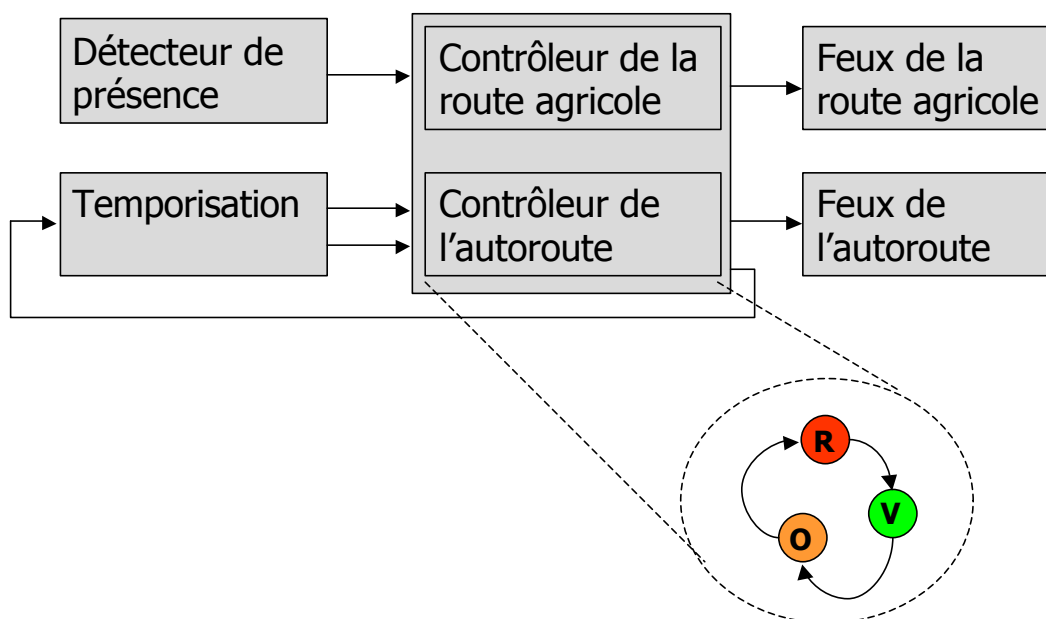 Détecteur de
présence
Contrôleur de la
route agricole
Feux de la
route agricole
Temporisation
Contrôleur de
l’autoroute
Feux de
l’autoroute
R
V
O